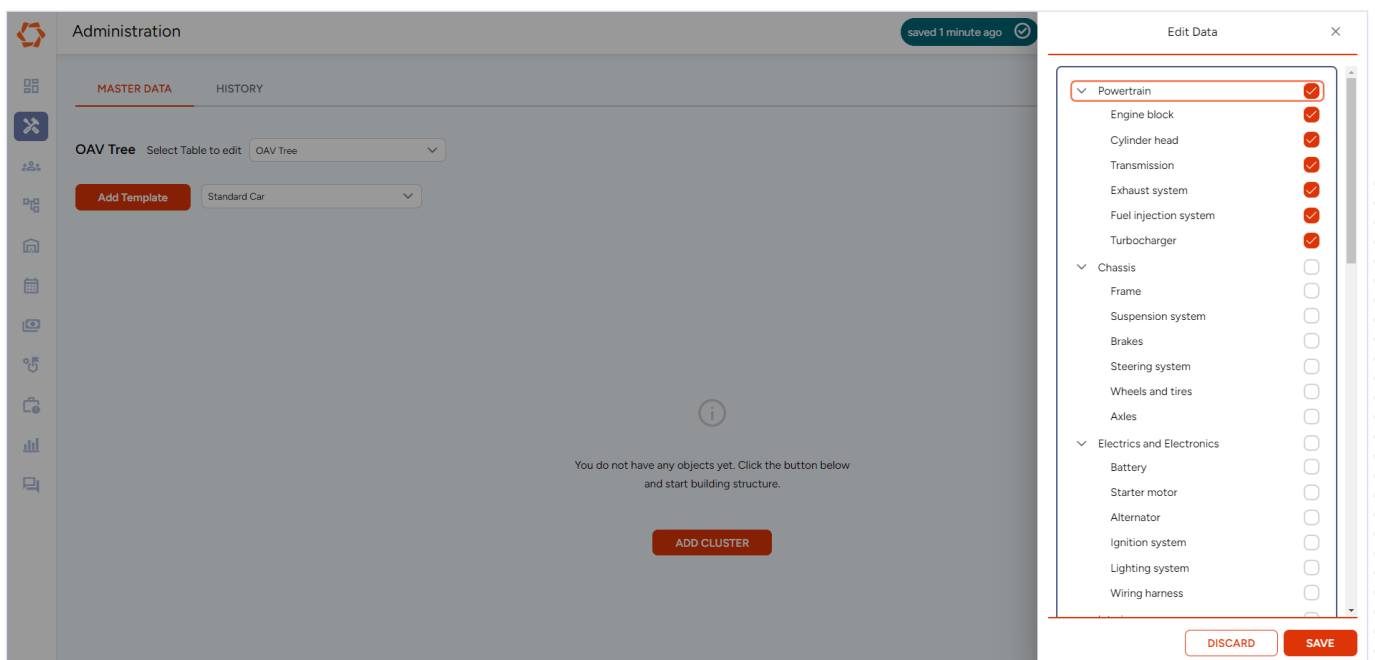 Administration
saved 1 minute ago
MASTER DATA
HISTORY
OAV Tree Select Table to edit OAV Tree
Add Template
Standard Car
You do not have any objects yet. Click the button below
and start building structure.
ADD CLUSTER
Edit Data
Powertrain
Engine block
Cylinder head
Transmission
Exhaust system
Fuel injection system
Turbocharger
Chassis
Frame
Suspension system
Brakes
Steering system
Wheels and tires
Axles
Electrics and Electronics
Battery
Starter motor
Alternator
Ignition system
Lighting system
Wiring harness
DISCARD
SAVE